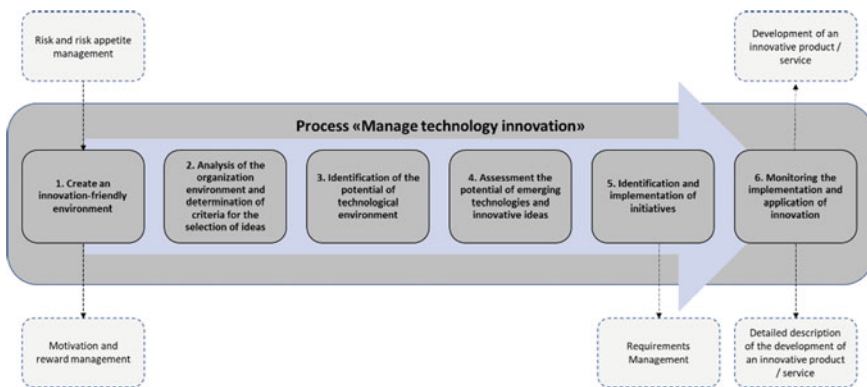 Risk and risk appetite
management
Development of an
innovative product /
service
Process «Manage technology innovation»
1. Create an
innovation-friendly
environment
2. Analysis of the
organization
environment and
determination of
criteria for the
selection of ideas
3. Identification of the
potential of
technological
environment
4. Assessment the
potential of emerging
technologies and
innovative ideas
5. Identification and
implementation of
initiatives
6. Monitoring the
implementation and
application of
innovation
Motivation and
reward management
Requirements
Management
Detailed description
of the development of
an innovative product
/ service